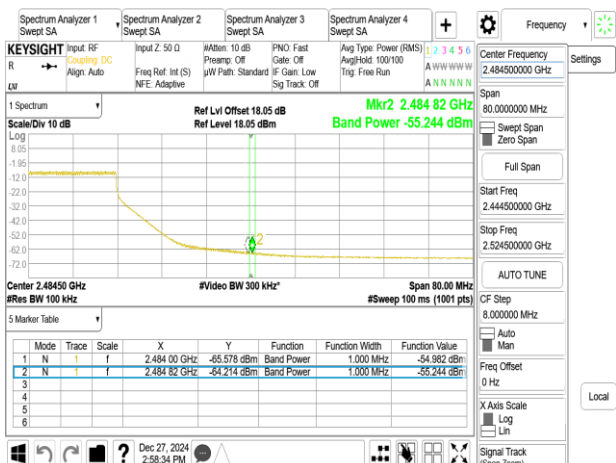 Spectrum Analyzer 1
Swept SA
Spectrum Analyzer 2
Swept SA
Spectrum Analyzer 3
Swept SA
Spectrum Analyzer 4
Swept SA
+
Frequency
KEYSIGHT
R
Input: RF
Coupling: DC
Align: Auto
Input Z: 50 Ω
Freq Ref: Int (S)
NFE: Adaptive
#Atten: 10 dB
Preamp: Off
µW Path: Standard
PNO: Fast
Gate: Off
IF Gain: Low
Sig Track: Off
Avg Type: Power (RMS)
Avg|Hold: 100/100
Trig: Free Run
1 2 3 4 5 6
A W W W W W
A N N N N N
1 Spectrum
Scale/Div 10 dB
Ref Lvl Offset 18.05 dB
Ref Level 18.05 dBm
Mkr2 2.484 82 GHz
Band Power -55.244 dBm
Log
8.05
-1.95
-12.0
-22.0
-32.0
-42.0
-52.0
-62.0
-72.0
2
Center 2.48450 GHz
#Res BW 100 kHz
#Video BW 300 kHz*
Span 80.00 MHz
#Sweep 100 ms (1001 pts)
5 Marker Table
Mode Trace Scale X Y Function Function Width Function Value
1 N 1 f 2.484 00 GHz -65.578 dBm Band Power 1.000 MHz -54.982 dBm
2 N 1 f 2.484 82 GHz -64.214 dBm Band Power 1.000 MHz -55.244 dBm
3
4
5
6
Dec 27, 2024
2:58:34 PM
Center Frequency
2.484500000 GHz
Span
80.0000000 MHz
Swept Span
Zero Span
Full Span
Start Freq
2.444500000 GHz
Stop Freq
2.524500000 GHz
AUTO TUNE
CF Step
8.000000 MHz
Auto
Man
Freq Offset
0 Hz
X Axis Scale
Log
Lin
Signal Track
(Span Zoom)
Settings
Local